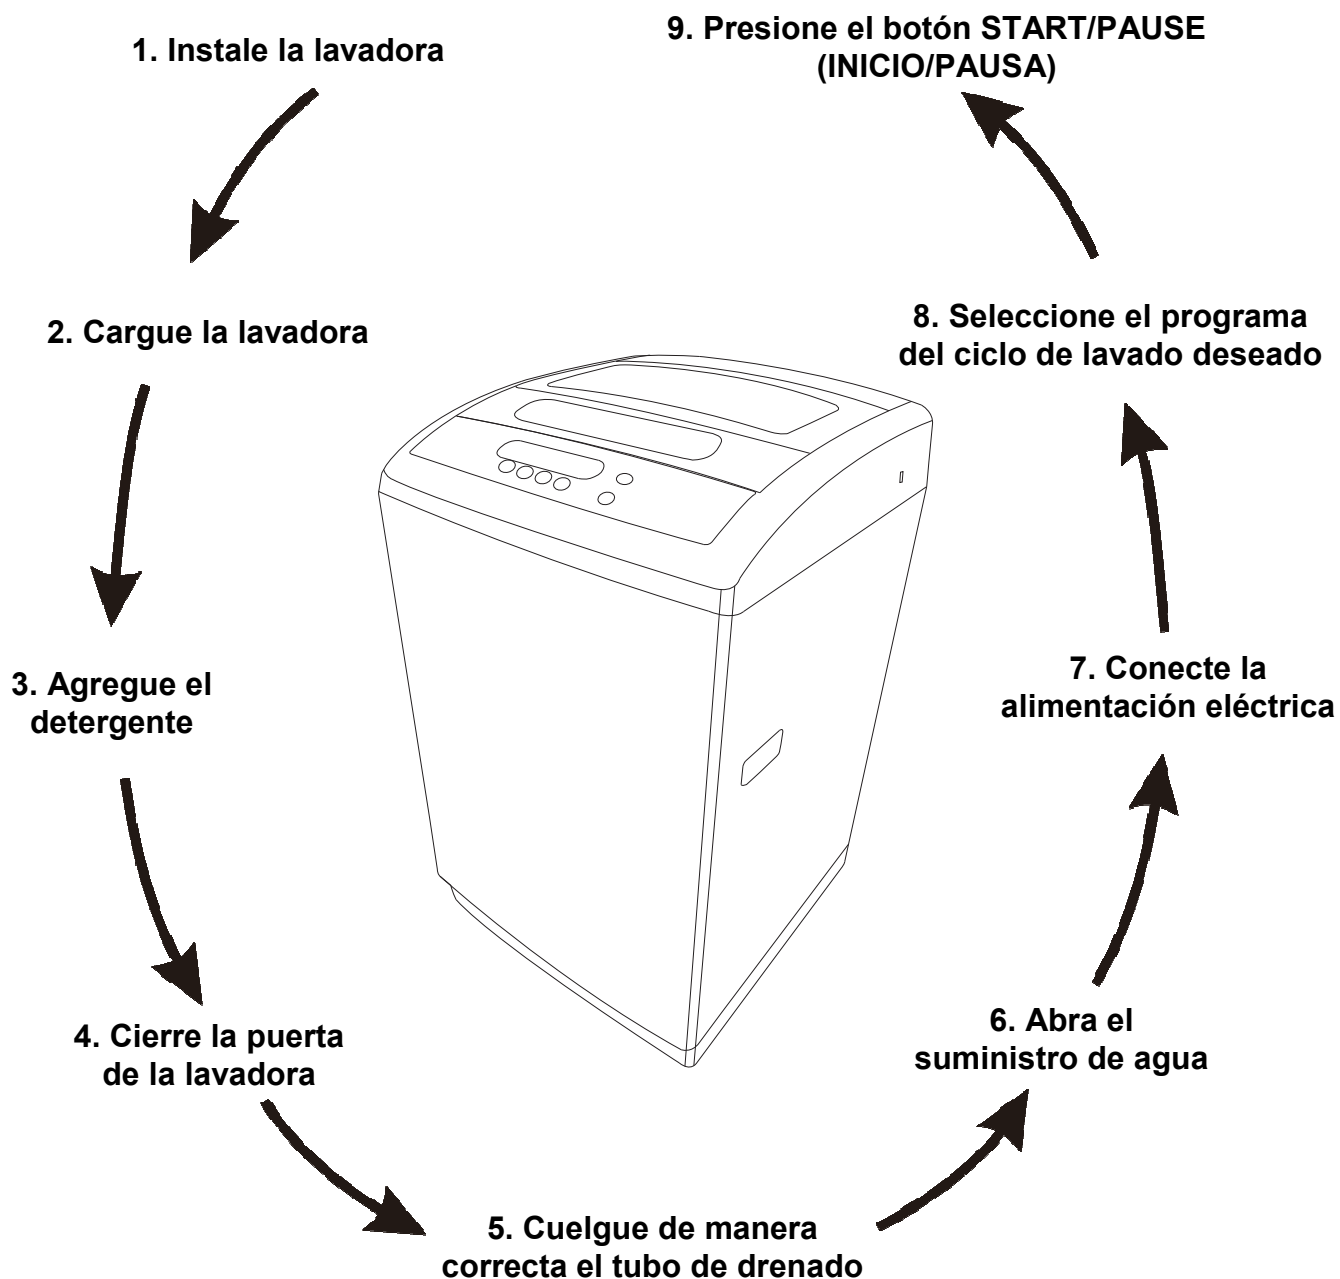 1. Instale la lavadora
2. Cargue la lavadora
3. Agregue el
detergente
4. Cierre la puerta
de la lavadora
5. Cuelgue de manera
correcta el tubo de drenado
6. Abra el
suministro de agua
7. Conecte la
alimentación eléctrica
8. Seleccione el programa
del ciclo de lavado deseado
9. Presione el botón START/PAUSE
(INICIO/PAUSA)